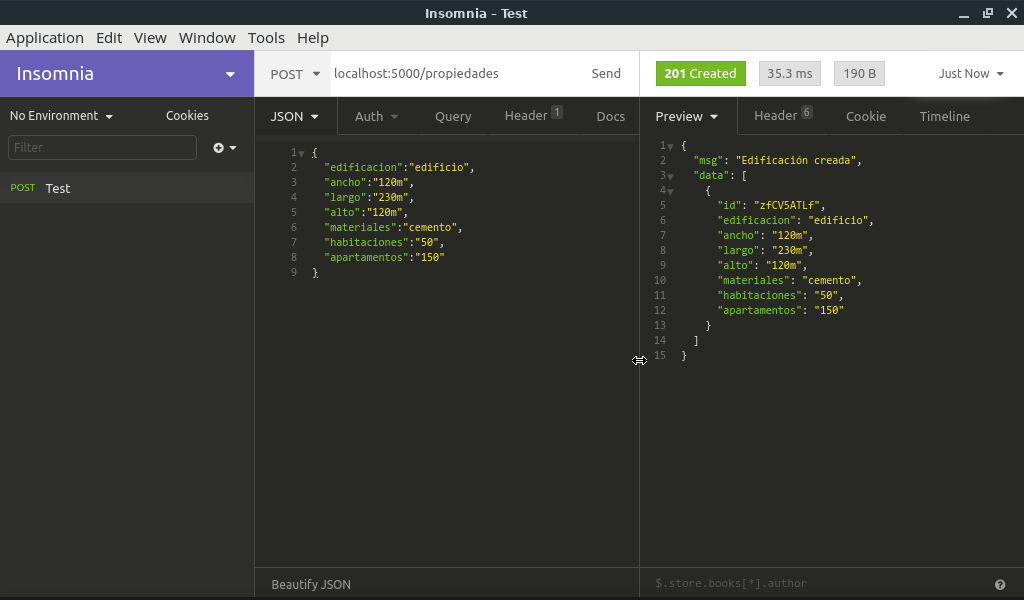 Insomnia – Test
Application Edit View Window Tools Help
Insomnia
POST localhost:5000/propiedades Send
201 Created 35.3 ms 190 B Just Now
No Environment Cookies
JSON Auth Query Header 1 Docs
Preview Header 6 Cookie Timeline
Filter
POST Test
1 {
2 "edificacion":"edificio",
3 "ancho":"120m",
4 "largo":"230m",
5 "alto":"120m",
6 "materiales":"cemento",
7 "habitaciones":"50",
8 "apartamentos":"150"
9 }
1 {
2 "msg": "Edificación creada",
3 "data": [
4 {
5 "id": "zfCV5ATLf",
6 "edificacion": "edificio",
7 "ancho": "120m",
8 "largo": "230m",
9 "alto": "120m",
10 "materiales": "cemento",
11 "habitaciones": "50",
12 "apartamentos": "150"
13 }
14 ]
15 }
Beautify JSON
$.store.books[*].author